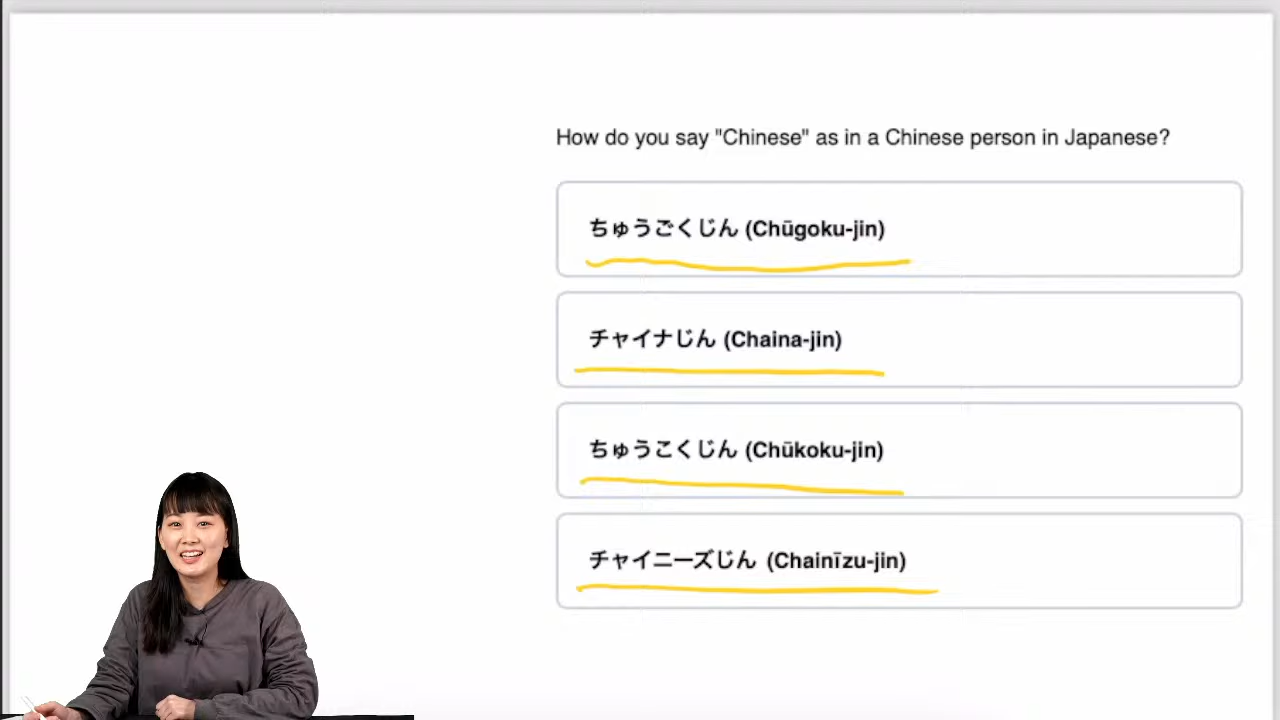 How do you say "Chinese" as in a Chinese person in Japanese?
ちゅうごくじん (Chūgoku-jin)
チャイナじん (Chaina-jin)
ちゅうこくじん (Chūkoku-jin)
チャイニーズじん (Chainīzu-jin)